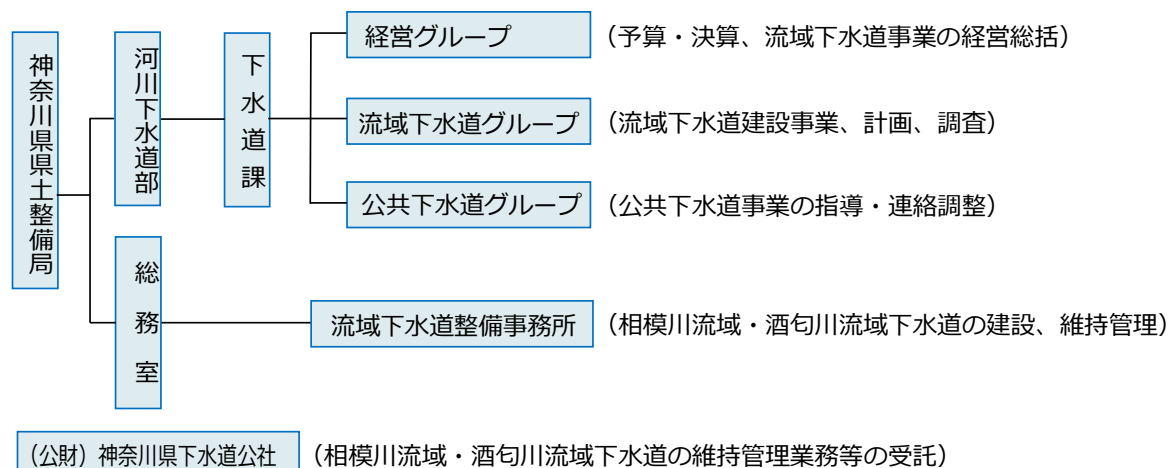 神奈川県県土整備局
河川下水道部
下水道課
経営グループ (予算・決算、流域下水道事業の経営総括)
流域下水道グループ (流域下水道建設事業、計画、調査)
公共下水道グループ (公共下水道事業の指導・連絡調整)
総務室
流域下水道整備事務所 (相模川流域・酒匂川流域下水道の建設、維持管理)
(公財)神奈川県下水道公社 (相模川流域・酒匂川流域下水道の維持管理業務等の受託)